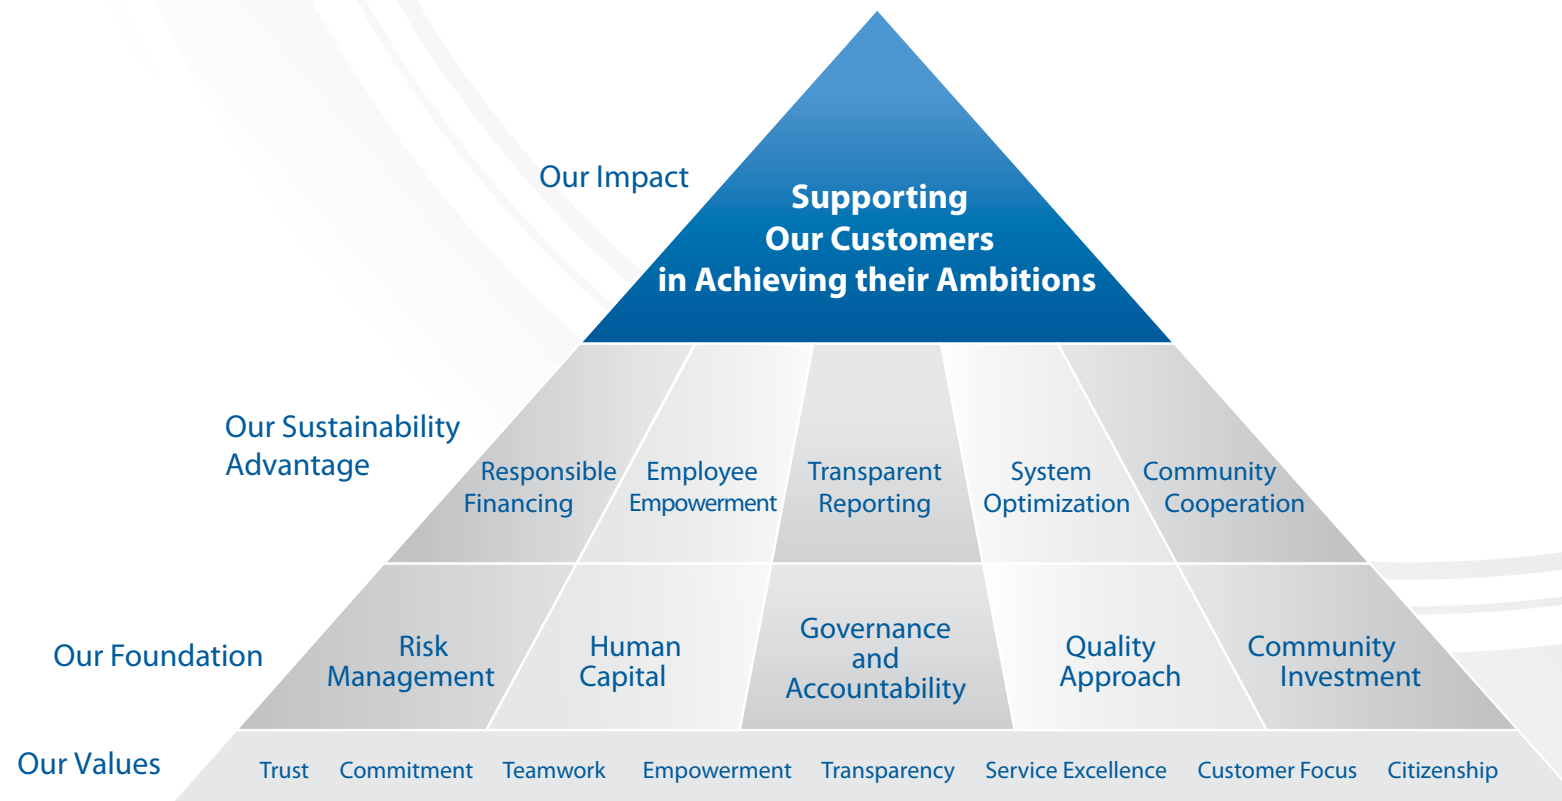 Our Impact
Supporting
Our Customers
in Achieving their Ambitions
Our Sustainability
Advantage
Responsible
Financing
Employee
Empowerment
Transparent
Reporting
System
Optimization
Community
Cooperation
Our Foundation
Risk
Management
Human
Capital
Governance
and
Accountability
Quality
Approach
Community
Investment
Our Values
Trust Commitment Teamwork Empowerment Transparency Service Excellence Customer Focus Citizenship